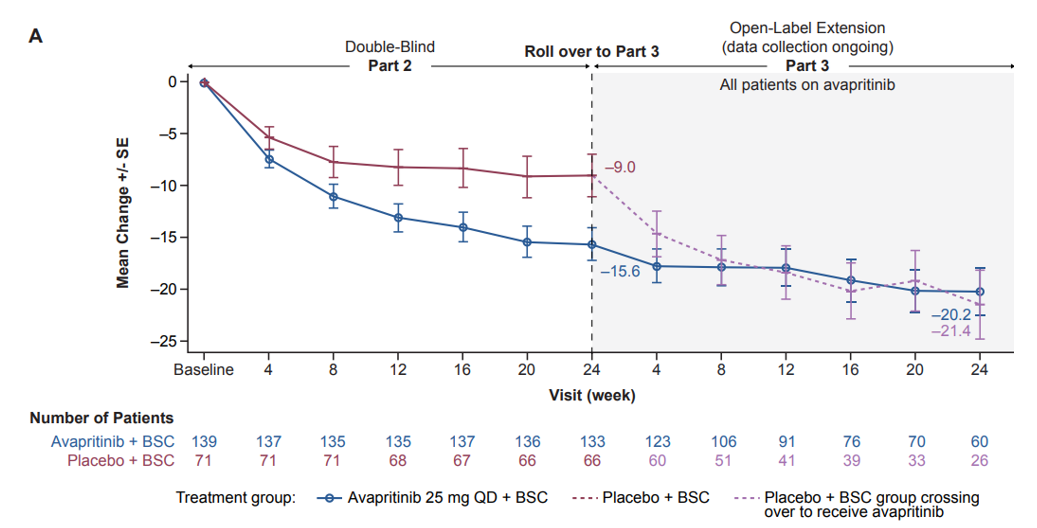 A
Double-Blind
Part 2
Roll over to Part 3
Open-Label Extension
(data collection ongoing)
Part 3
All patients on avapritinib
Mean Change +/- SE
0
–5
–10
–15
–20
–25
–9.0
–15.6
–20.2
–21.4
Baseline 4 8 12 16 20 24 4 8 12 16 20 24
Visit (week)
Number of Patients
Avapritinib + BSC 139 137 135 135 137 136 133 123 106 91 76 70 60
Placebo + BSC 71 71 71 68 67 66 66 60 51 41 39 33 26
Treatment group: Avapritinib 25 mg QD + BSC Placebo + BSC Placebo + BSC group crossing
over to receive avapritinib